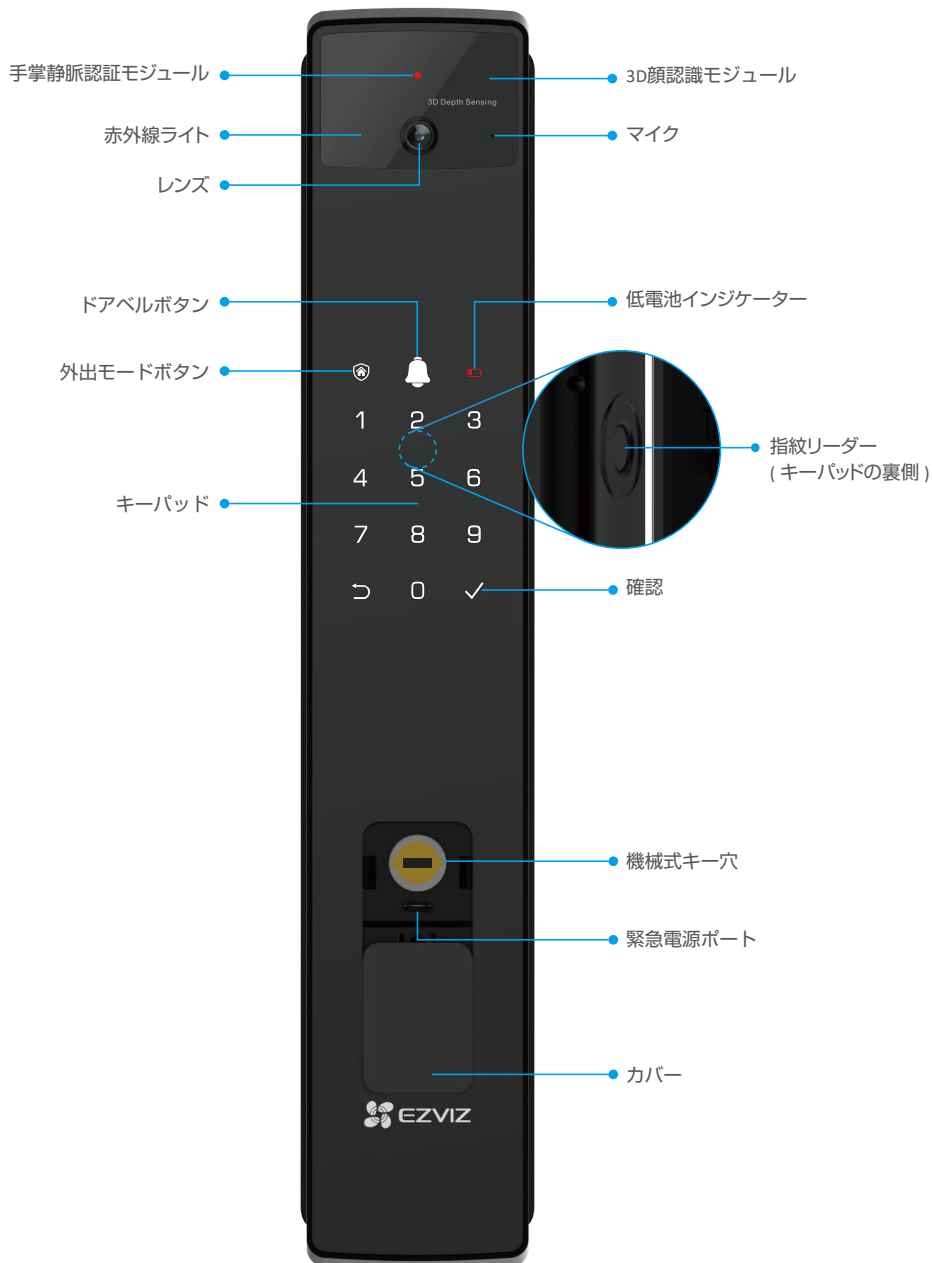 手掌静脈認証モジュール
3D顔認識モジュール
3D Depth Sensing
赤外線ライト
マイク
レンズ
ドアベルボタン
低電池インジケーター
外出モードボタン
1 2 3
指紋リーダー
( キーパッドの裏側 )
4 5 6
キーパッド
7 8 9
0
確認
機械式キー穴
緊急電源ポート
カバー
EZVIZ